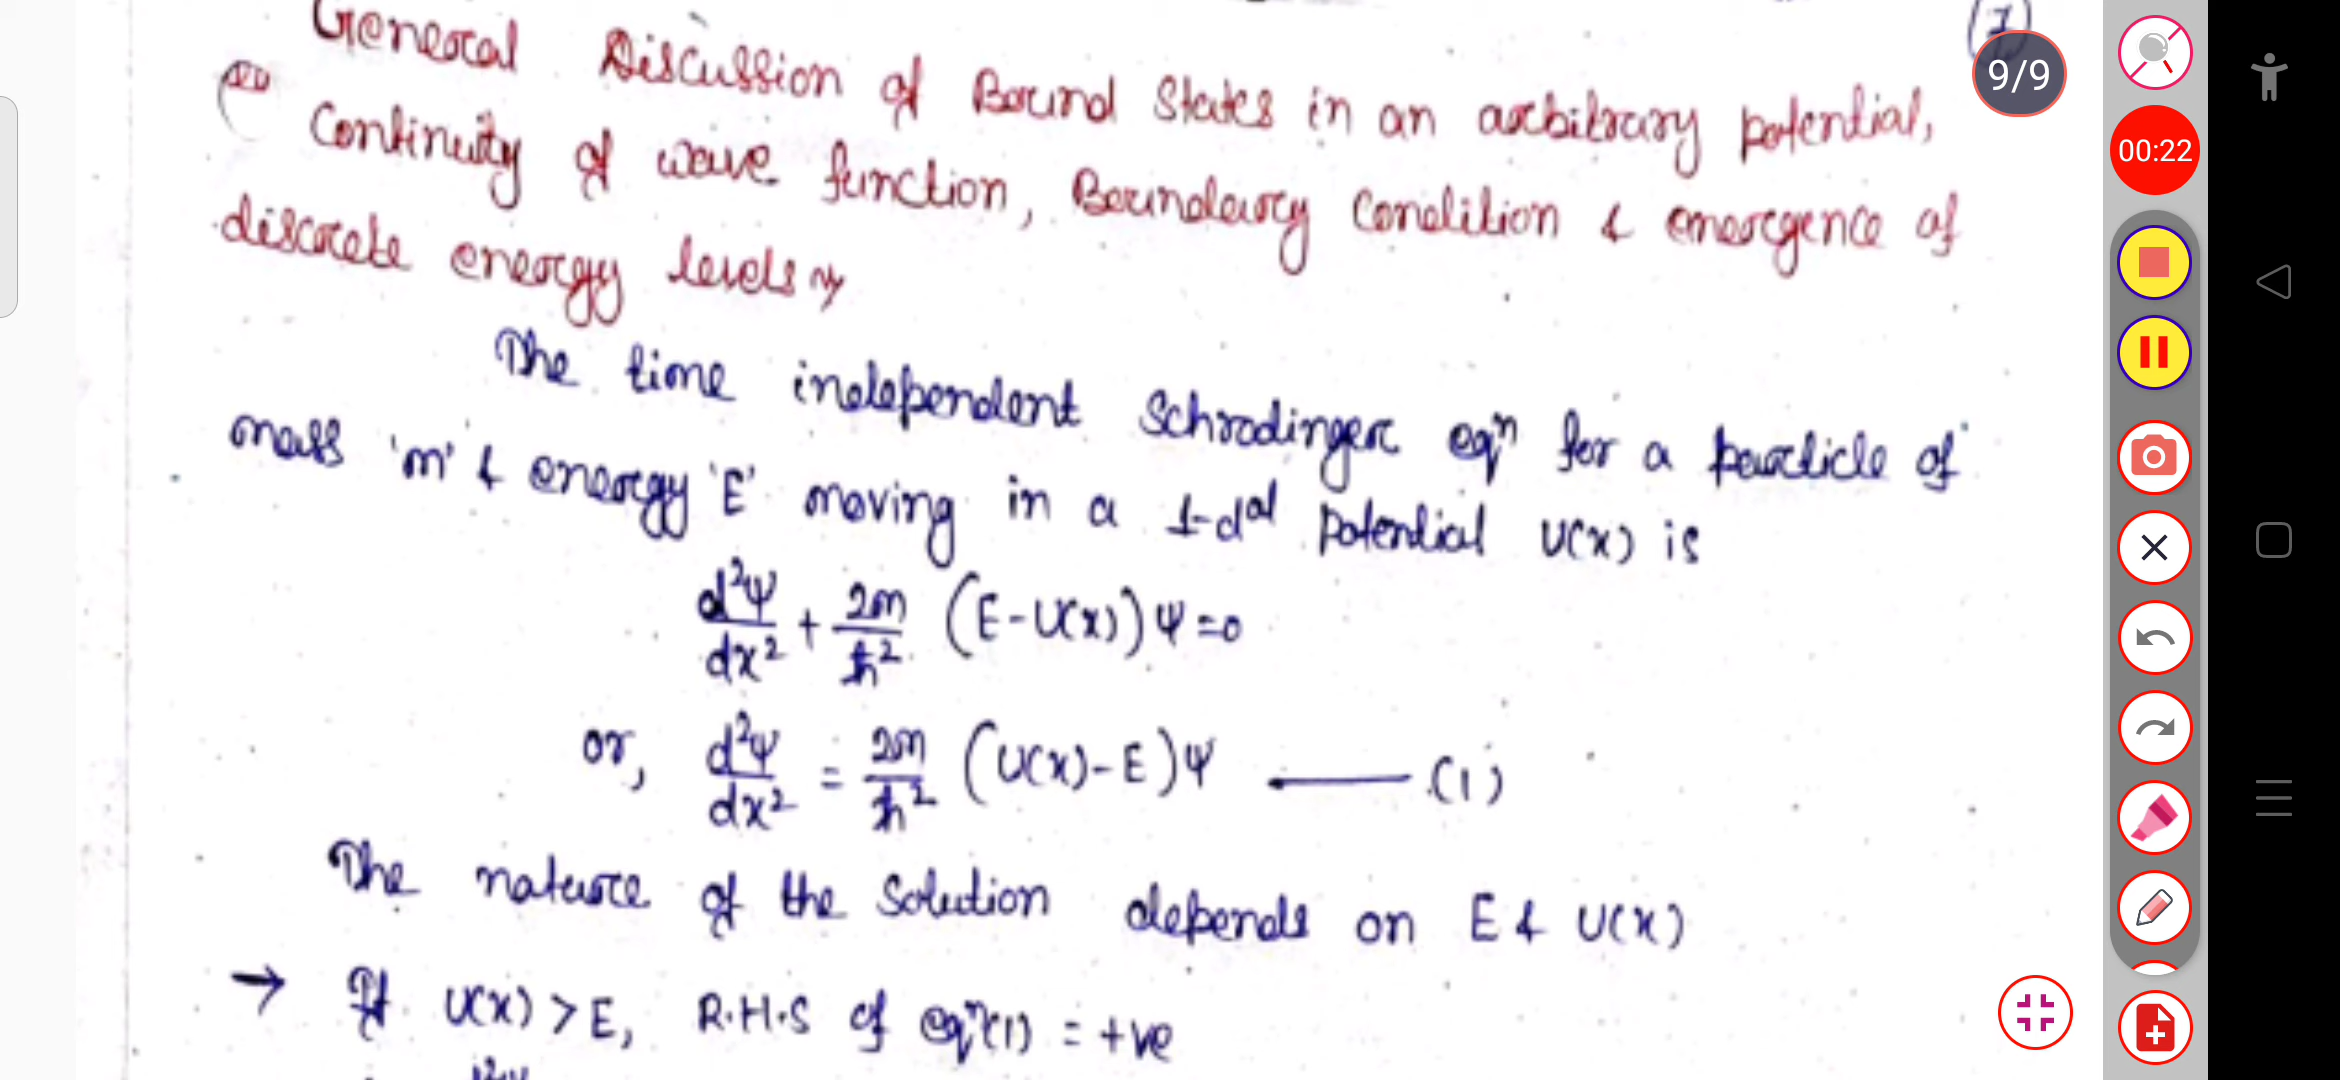 (7)
9/9
General Discussion of Bound States in an arbitrary potential,
Continuity of wave function, Boundary Condition & emergence of
discrete energy levels
00:22
The time independent Schrodinger eqⁿ for a particle of
mass 'm' & energy 'E' moving in a 1-dal potential U(x) is
d²ψ/dx² + 2m/ħ² (E-U(x))ψ=0
or, d²ψ/dx² = 2m/ħ² (U(x)-E)ψ —— (1)
The nature of the solution depends on E & U(x)
→ If U(x) > E, R.H.S of eqⁿ(1) = +ve